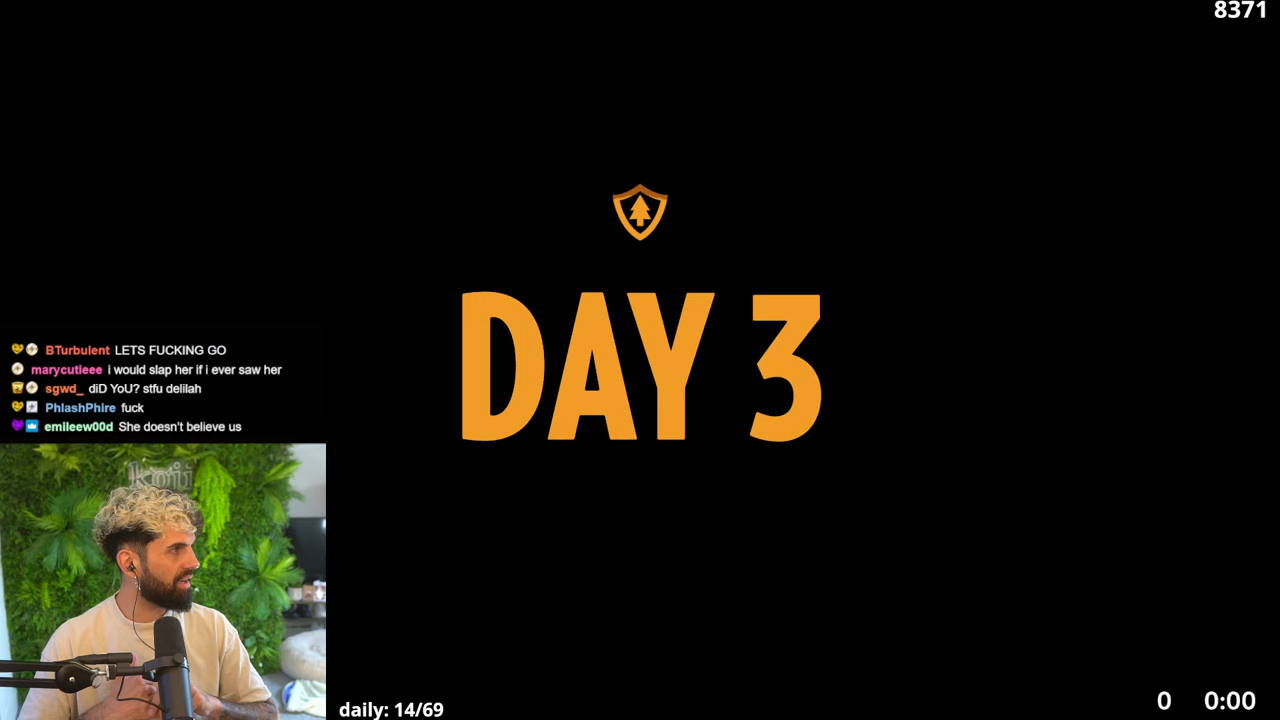 8371
DAY 3
BTurbulent LETS FUCKING GO
marycutieee i would slap her if i ever saw her
sgwd_ diD YoU? stfu delilah
PhlashPhire fuck
emileew00d She doesn't believe us
koii
daily: 14/69
0 0:00